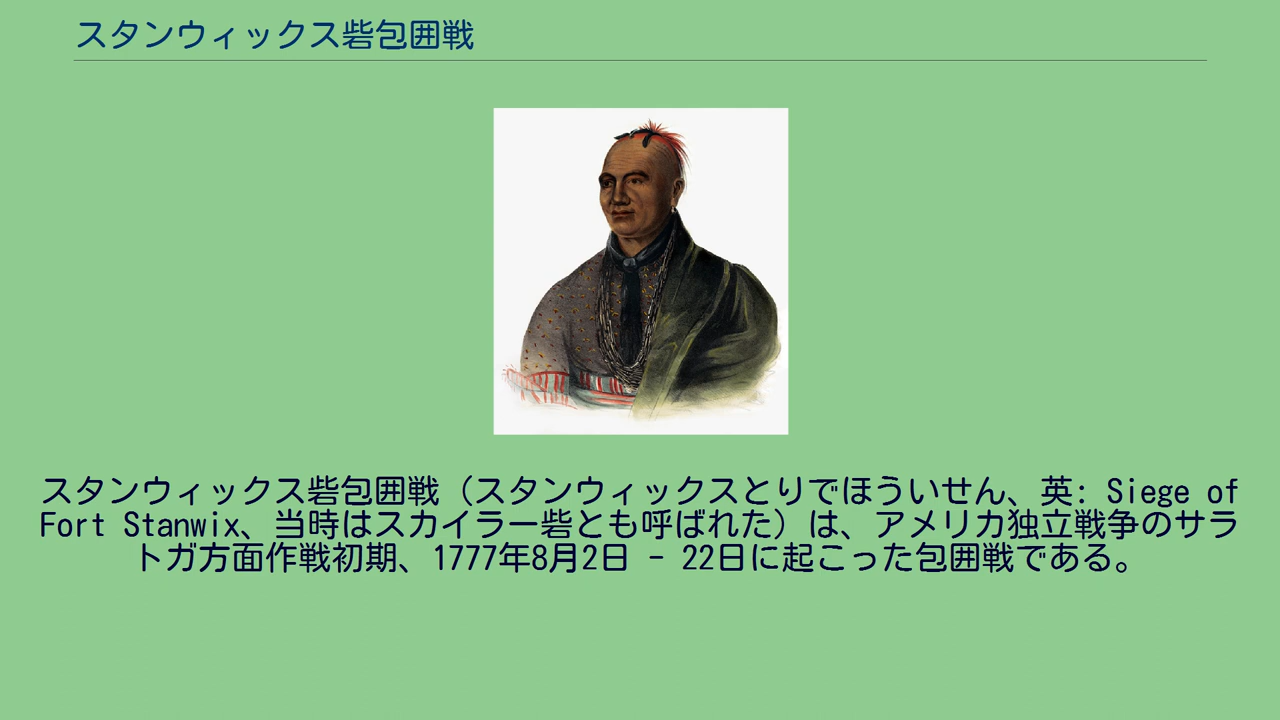 スタンウィックス砦包囲戦
スタンウィックス砦包囲戦（スタンウィックスとりでほういせん、英: Siege of
Fort Stanwix、当時はスカイラー砦とも呼ばれた）は、アメリカ独立戦争のサラ
トガ方面作戦初期、1777年8月2日 - 22日に起こった包囲戦である。